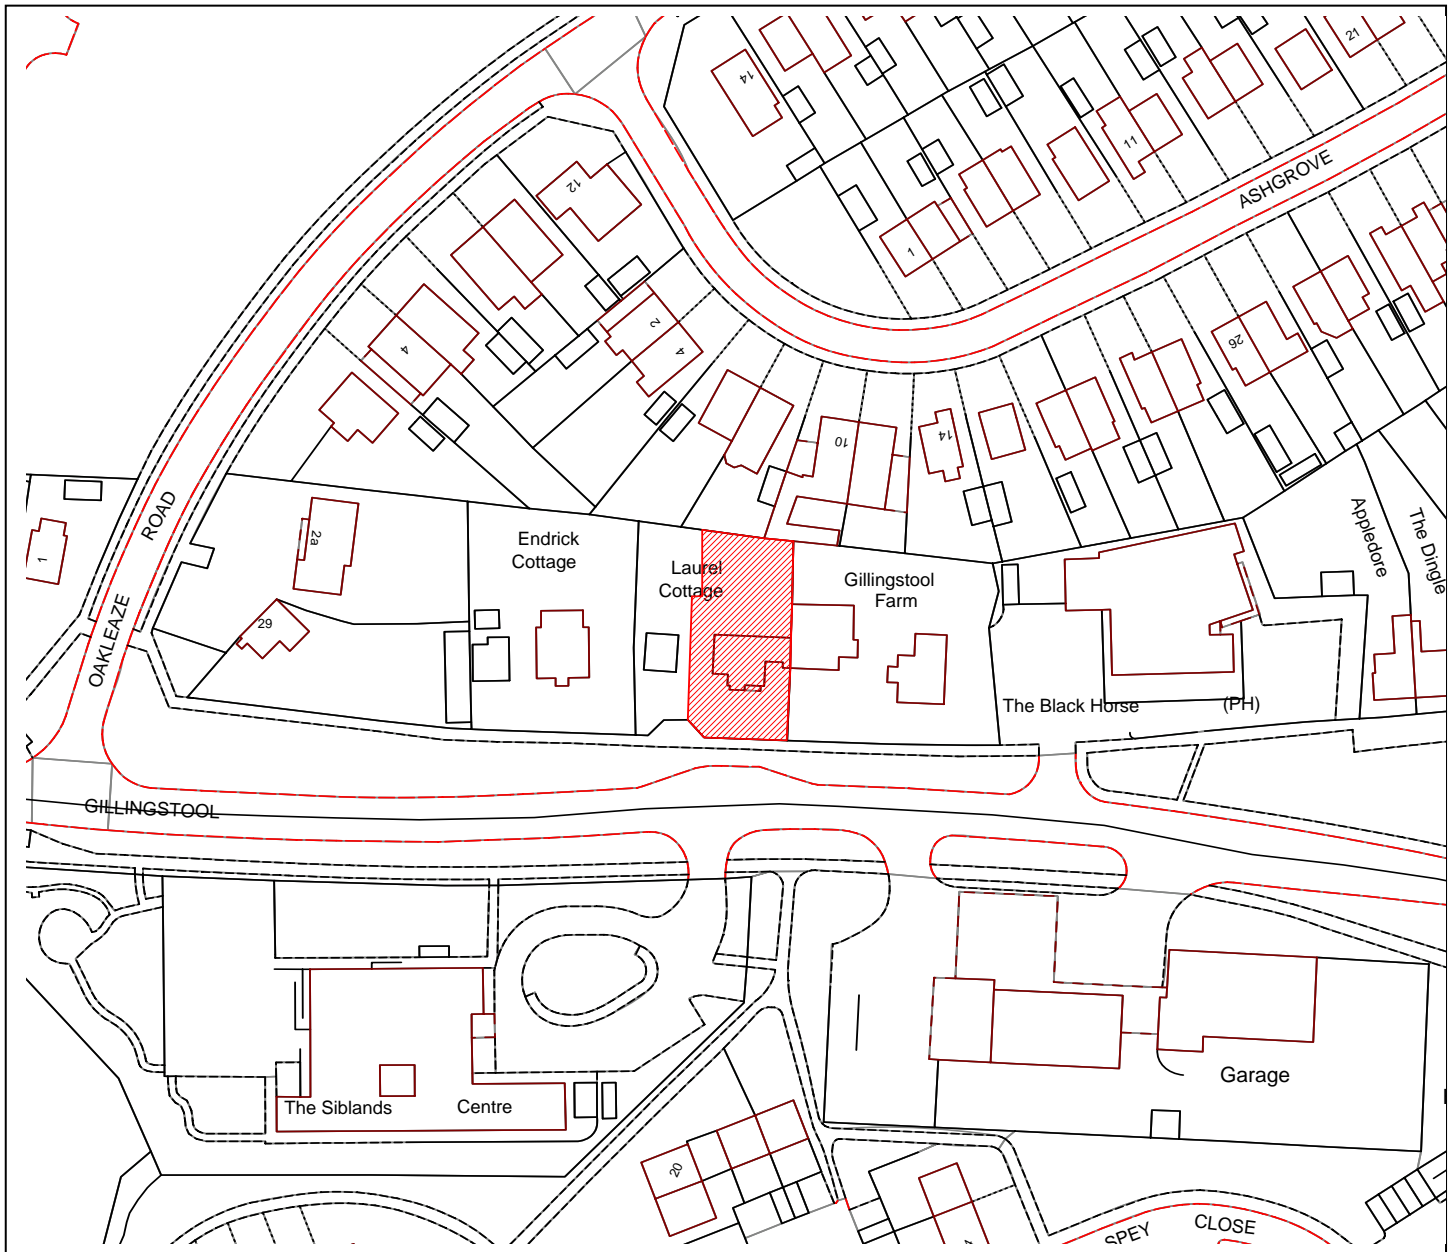 21
14
11
ASHGROVE
12
1
2
4
4
26
10
14
ROAD
2a
Endrick
Cottage
Laurel
Cottage
Gillingstool
Farm
Appledore
The Dingle
1
29
OAKLEAZE
The Black Horse
(PH)
GILLINGSTOOL
Garage
The Siblands
Centre
20
SPEY
CLOSE